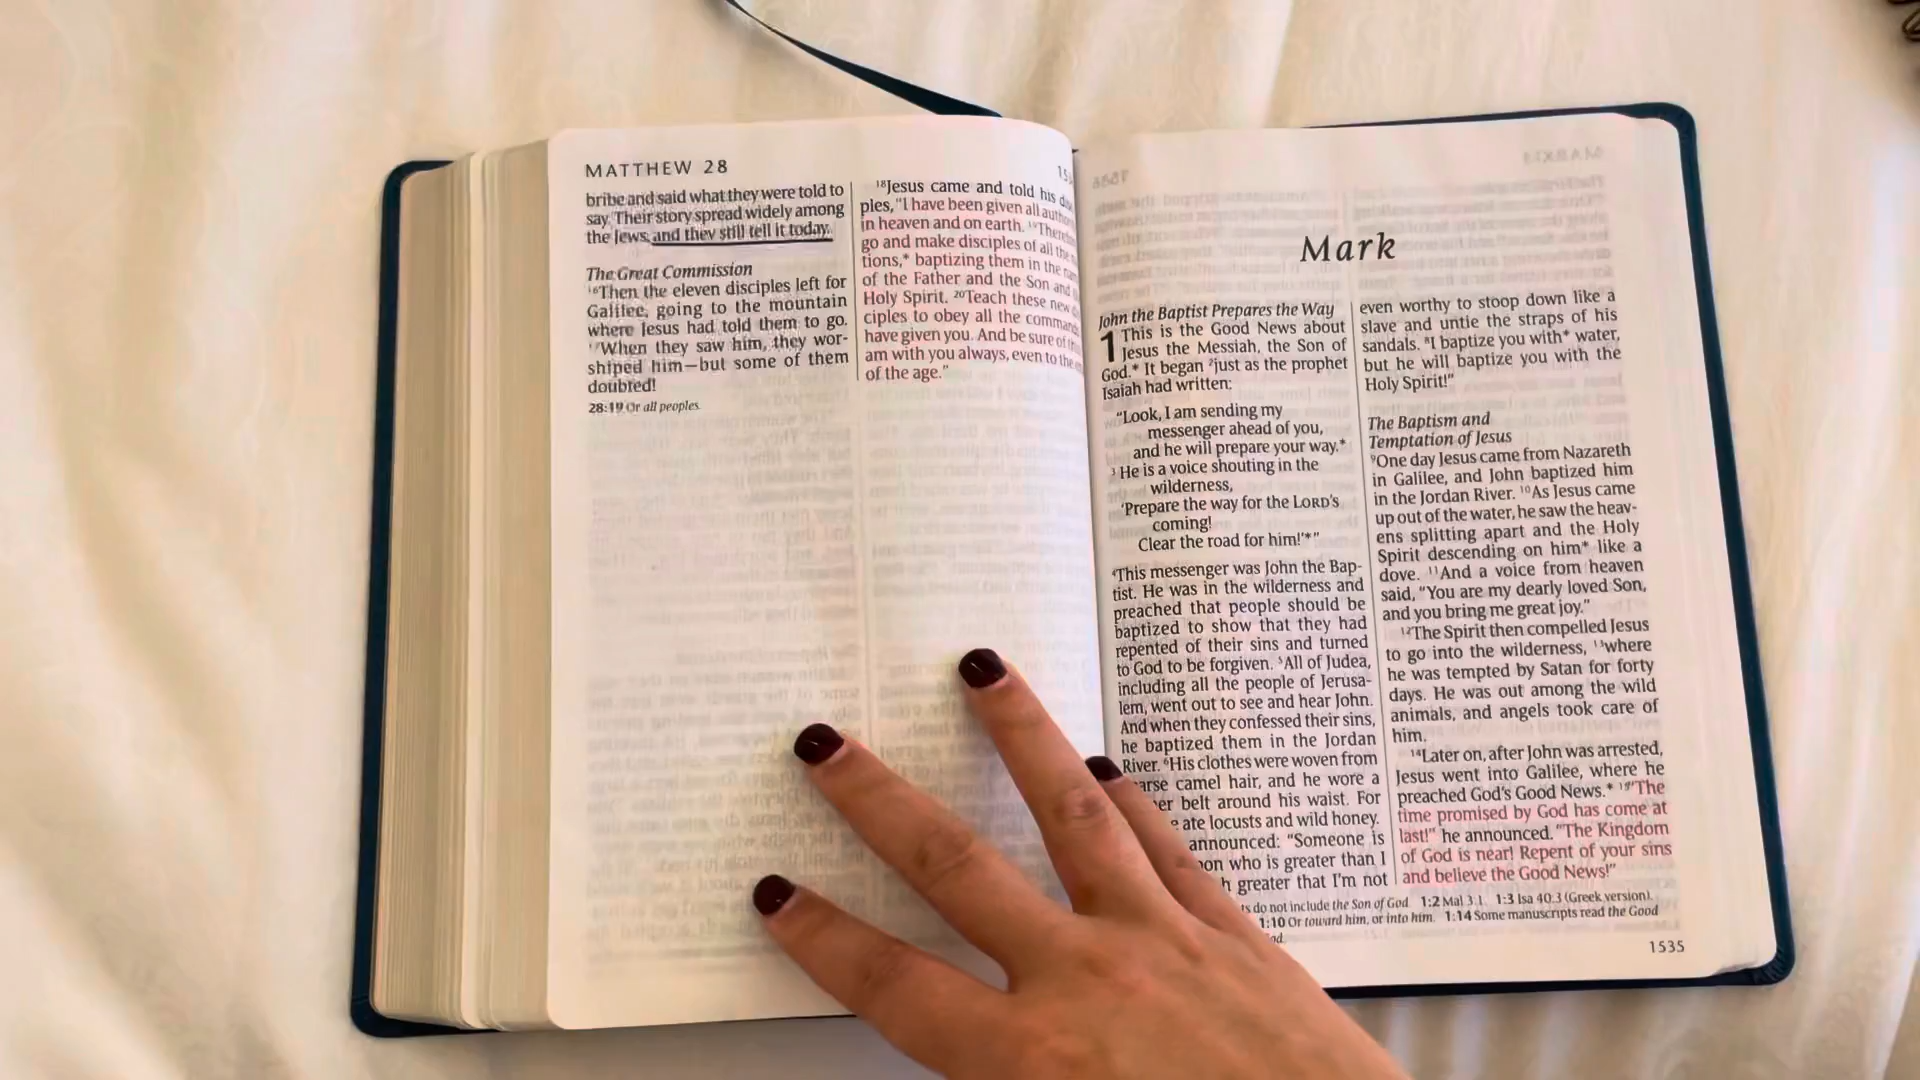 MATTHEW 28
bribe and said what they were told to
say. Their story spread widely among
the Jews, and they still tell it today.
The Great Commission
16Then the eleven disciples left for
Galilee, going to the mountain
where Jesus had told them to go.
17When they saw him, they wor-
shiped him—but some of them
doubted!
28:19 Or all peoples.
18Jesus came and told his
ples, “I have been given all
in heaven and on earth.
go and make disciples of all the
tions,* baptizing them in the
of the Father and the Son and
Holy Spirit. 20Teach these new
ciples to obey all the
have given you. And be sure of
am with you always, even to the
of the age.”
Mark
John the Baptist Prepares the Way
1 This is the Good News about
Jesus the Messiah, the Son of
God.* It began 2just as the prophet
Isaiah had written:
“Look, I am sending my
messenger ahead of you,
and he will prepare your way.*
3 He is a voice shouting in the
wilderness,
‘Prepare the way for the LORD’s
coming!
Clear the road for him!’*”
4This messenger was John the Bap-
tist. He was in the wilderness and
preached that people should be
baptized to show that they had
repented of their sins and turned
to God to be forgiven. 5All of Judea,
including all the people of Jerusa-
lem, went out to see and hear John.
And when they confessed their sins,
he baptized them in the Jordan
River. 6His clothes were woven from
camel hair, and he wore a
belt around his waist. For
ate locusts and wild honey.
announced: “Someone is
who is greater than I
greater that I'm not
even worthy to stoop down like a
slave and untie the straps of his
sandals. 8I baptize you with* water,
but he will baptize you with the
Holy Spirit!”
The Baptism and
Temptation of Jesus
9One day Jesus came from Nazareth
in Galilee, and John baptized him
in the Jordan River. 10As Jesus came
up out of the water, he saw the heav-
ens splitting apart and the Holy
Spirit descending on him* like a
dove. 11And a voice from heaven
said, “You are my dearly loved Son,
and you bring me great joy.”
12The Spirit then compelled Jesus
to go into the wilderness, 13where
he was tempted by Satan for forty
days. He was out among the wild
animals, and angels took care of
him.
14Later on, after John was arrested,
Jesus went into Galilee, where he
preached God's Good News.* 15“The
time promised by God has come at
last!” he announced. “The Kingdom
of God is near! Repent of your sins
and believe the Good News!”
do not include the Son of God. 1:2 Mal 3:1. 1:3 Isa 40:3 (Greek version).
1:10 Or toward him, or into him. 1:14 Some manuscripts read the Good
1535